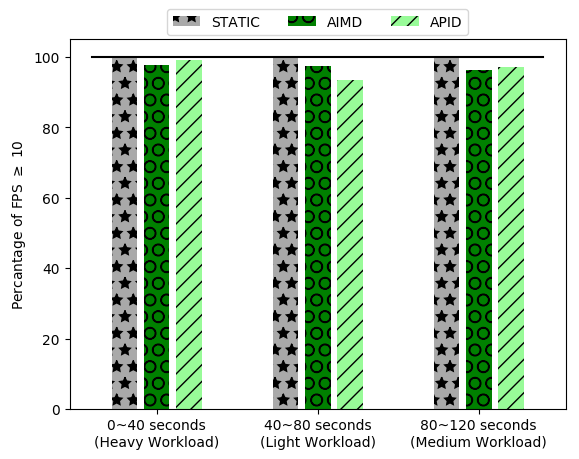 STATIC AIMD APID
Percantage of FPS ≥ 10
100
80
60
40
20
0
0~40 seconds
(Heavy Workload)
40~80 seconds
(Light Workload)
80~120 seconds
(Medium Workload)